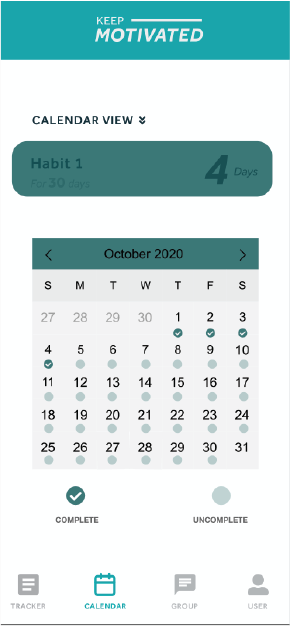 KEEP
MOTIVATED
CALENDAR VIEW
Habit 1
For 30 days
4 Days
October 2020
S M T W T F S
27 28 29 30 1 2 3
4 5 6 7 8 9 10
11 12 13 14 15 16 17
18 19 20 21 22 23 24
25 26 27 28 29 30 31
COMPLETE UNCOMPLETE
TRACKER CALENDAR GROUP USER